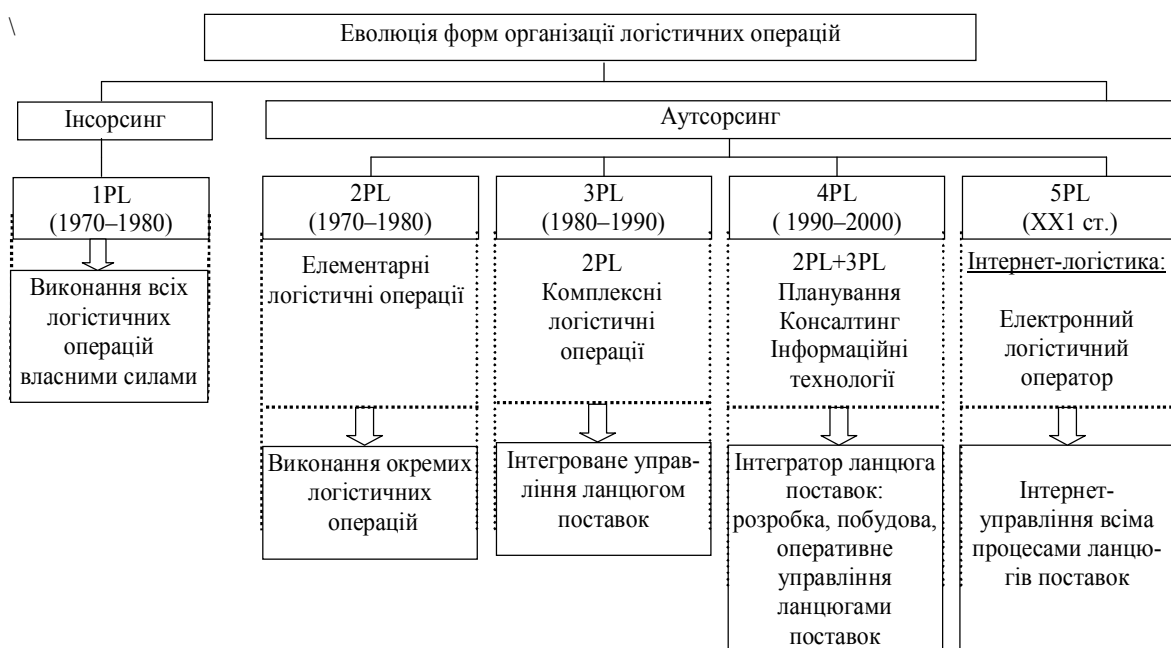 \
Еволюція форм організації логістичних операцій
Інсорсинг
Аутсорсинг
1PL
(1970–1980)
Виконання всіх
логістичних
операцій
власними силами
2PL
(1970–1980)
Елементарні
логістичні операції
Виконання окремих
логістичних
операцій
3PL
(1980–1990)
2PL
Комплексні
логістичні
операції
Інтегроване управ-
ління ланцюгом
поставок
4PL
( 1990–2000)
2PL+3PL
Планування
Консалтинг
Інформаційні
технології
Інтегратор ланцюга
поставок:
розробка, побудова,
оперативне
управління
ланцюгами
поставок
5PL
(XX1 ст.)
Інтернет-логістика:
Електронний
логістичний
оператор
Інтернет-
управління всіма
процесами ланцю-
гів поставок